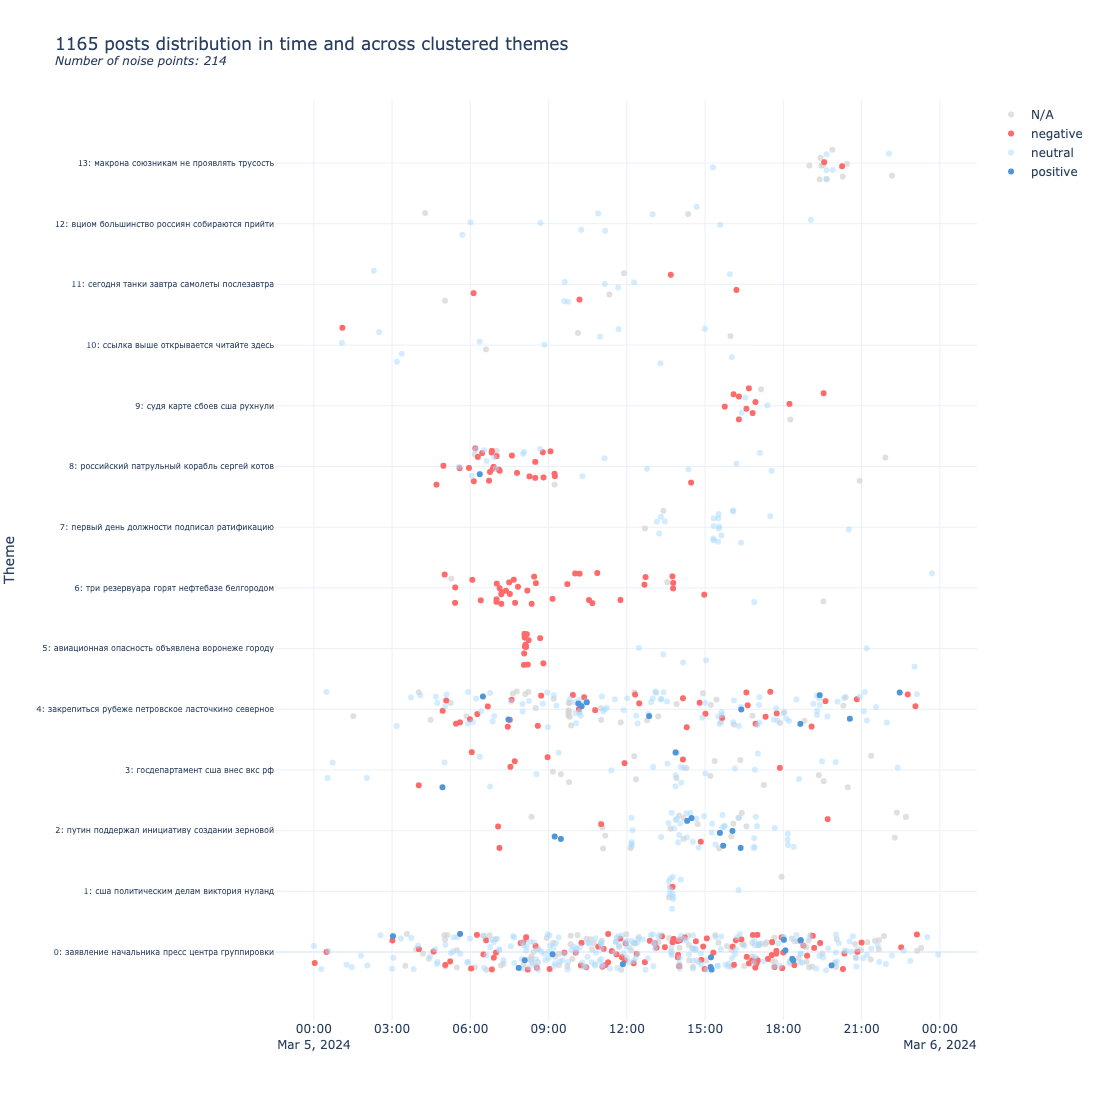 1165 posts distribution in time and across clustered themes
Number of noise points: 214
N/A
negative
neutral
positive
Theme
13: макрона союзникам не проявлять трусость
12: вциом большинство россиян собираются прийти
11: сегодня танки завтра самолеты послезавтра
10: ссылка выше открывается читайте здесь
9: судя карте сбоев сша рухнули
8: российский патрульный корабль сергей котов
7: первый день должности подписал ратификацию
6: три резервуара горят нефтебазе белгородом
5: авиационная опасность объявлена воронеже городу
4: закрепиться рубеже петровское ласточкино северное
3: госдепартамент сша внес вкс рф
2: путин поддержал инициативу создании зерновой
1: сша политическим делам виктория нуланд
0: заявление начальника пресс центра группировки
00:00 03:00 06:00 09:00 12:00 15:00 18:00 21:00 00:00
Mar 5, 2024 Mar 6, 2024